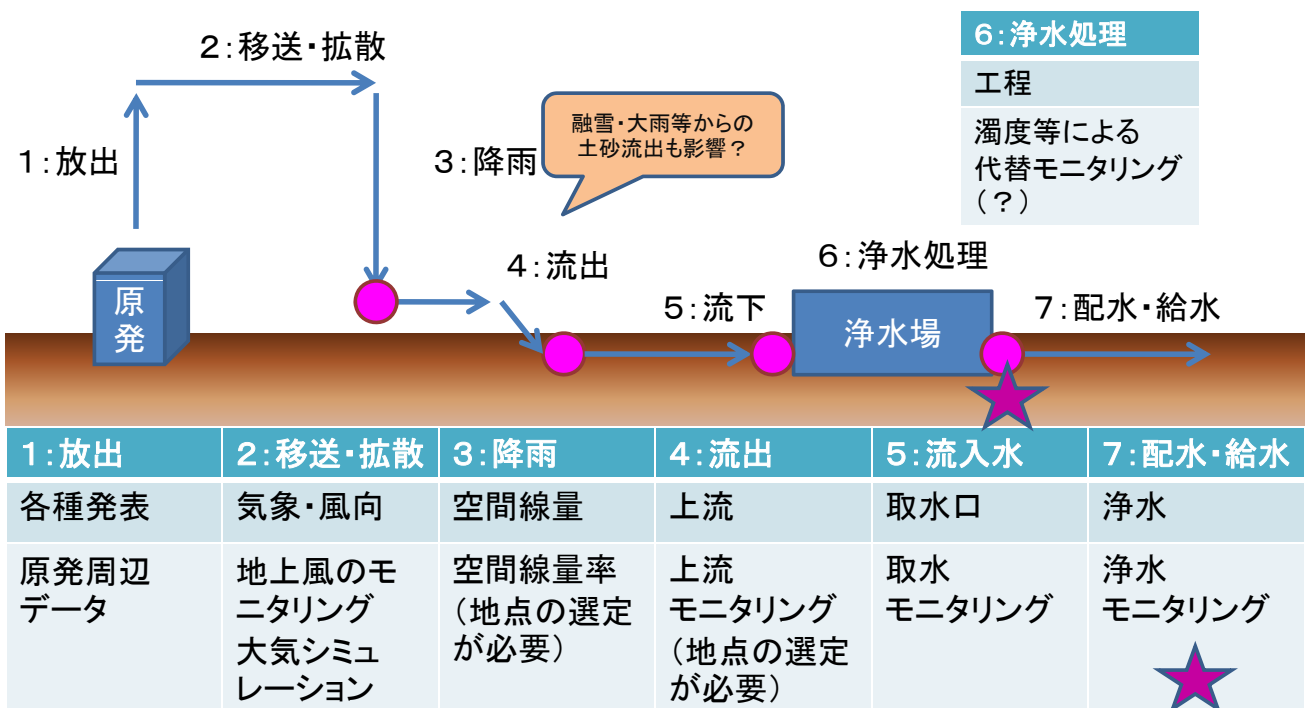 2:移送・拡散
6:浄水処理
工程
濁度等による
代替モニタリング
(?)
融雪・大雨等からの
土砂流出も影響?
1:放出
3:降雨
4:流出
6:浄水処理
原
発
5:流下
浄水場
7:配水・給水
1:放出
2:移送・拡散
3:降雨
4:流出
5:流入水
7:配水・給水
各種発表
気象・風向
空間線量
上流
取水口
浄水
原発周辺
データ
地上風のモ
ニタリング
大気シミュ
レーション
空間線量率
(地点の選定
が必要)
上流
モニタリング
(地点の選定
が必要)
取水
モニタリング
浄水
モニタリング